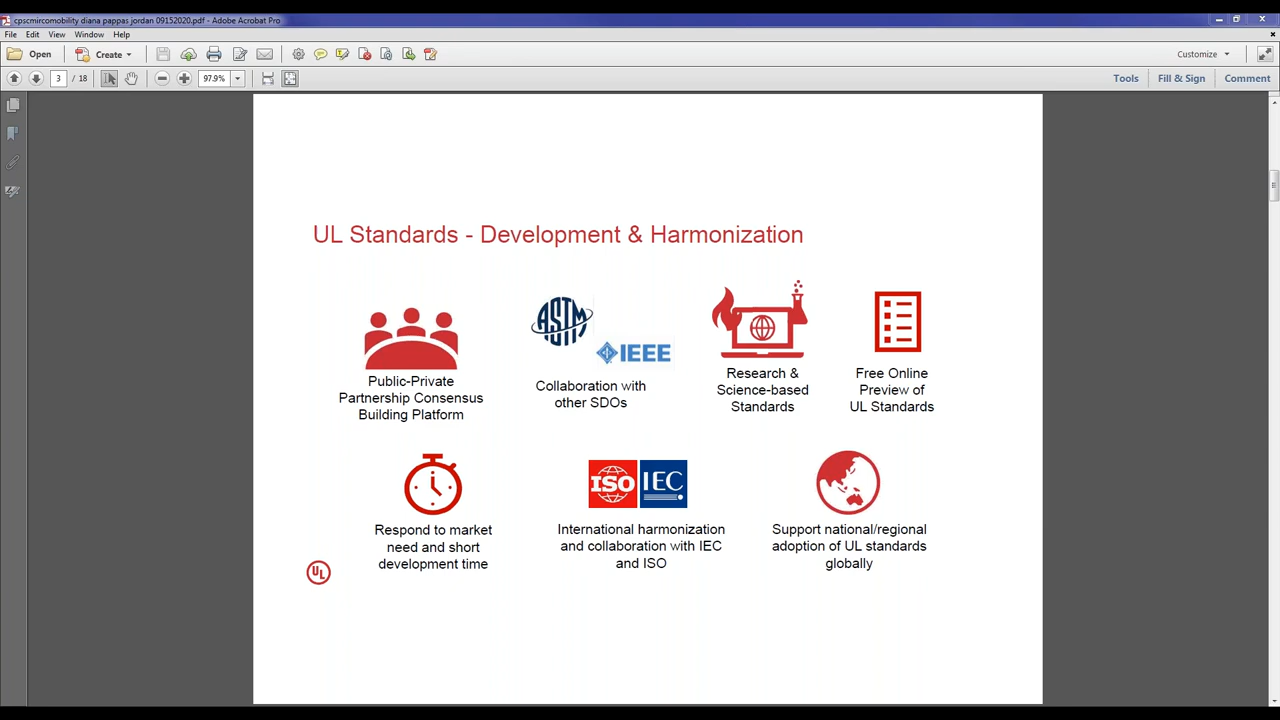 cpscmircomobility diana pappas jordan 09152020.pdf - Adobe Acrobat Pro
File Edit View Window Help
Open Create Customize
3 / 18 97.9% Tools Fill & Sign Comment
UL Standards - Development & Harmonization
ASTM
IEEE
Public-Private
Partnership Consensus
Building Platform
Collaboration with
other SDOs
Research &
Science-based
Standards
Free Online
Preview of
UL Standards
ISO IEC
Respond to market
need and short
development time
International harmonization
and collaboration with IEC
and ISO
Support national/regional
adoption of UL standards
globally
UL